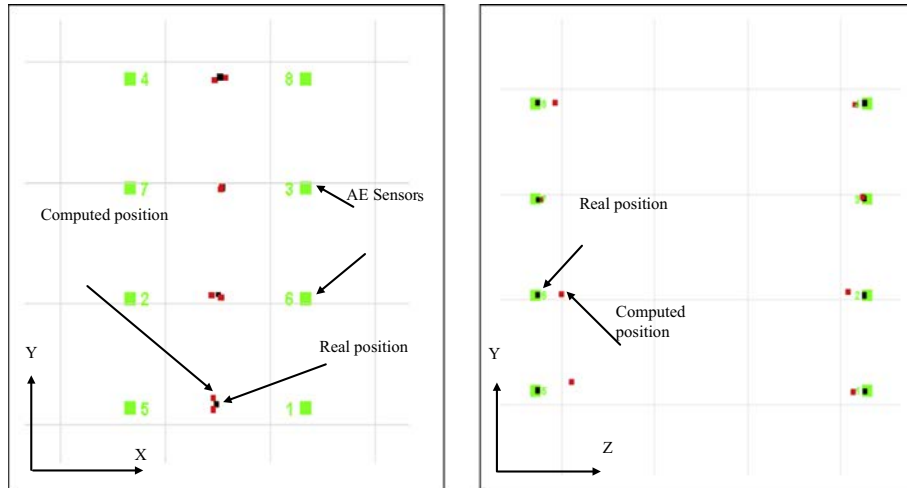 4 8
7 3
AE Sensors
Computed position
2 6
Real position
Y
5 1
X
Real position
Computed
position
Y
Z